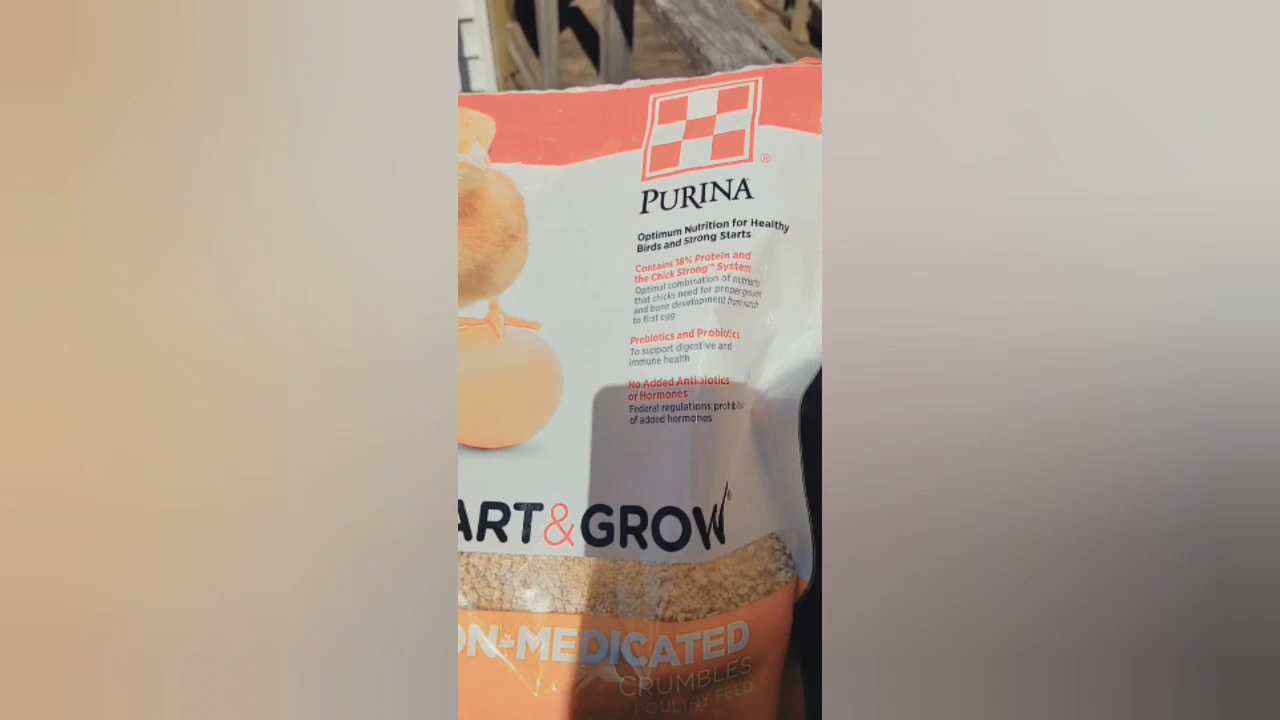 ®
PURINA
Optimum Nutrition for Healthy
Birds and Strong Starts
Contains 18% Protein and
the Chick Strong™ System
Optimal combination of nutrients
that chicks need for proper growth
and bone development from hatch
to first egg
Prebiotics and Probiotics
To support digestive and
immune health
No Added Antibiotics
or Hormones
Federal regulations prohibit
of added hormones
ART&GROW®
ON-MEDICATED
CRUMBLES
POULTRY FEED